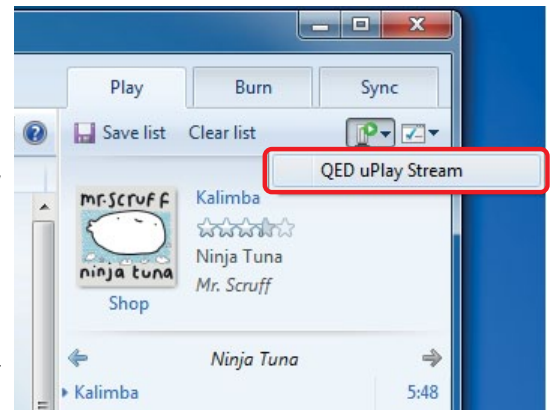 Play Burn Sync
Save list Clear list
QED uPlay Stream
mr.scruff
ninja tuna
Shop
Kalimba
Ninja Tuna
Mr. Scruff
Ninja Tuna
Kalimba 5:48